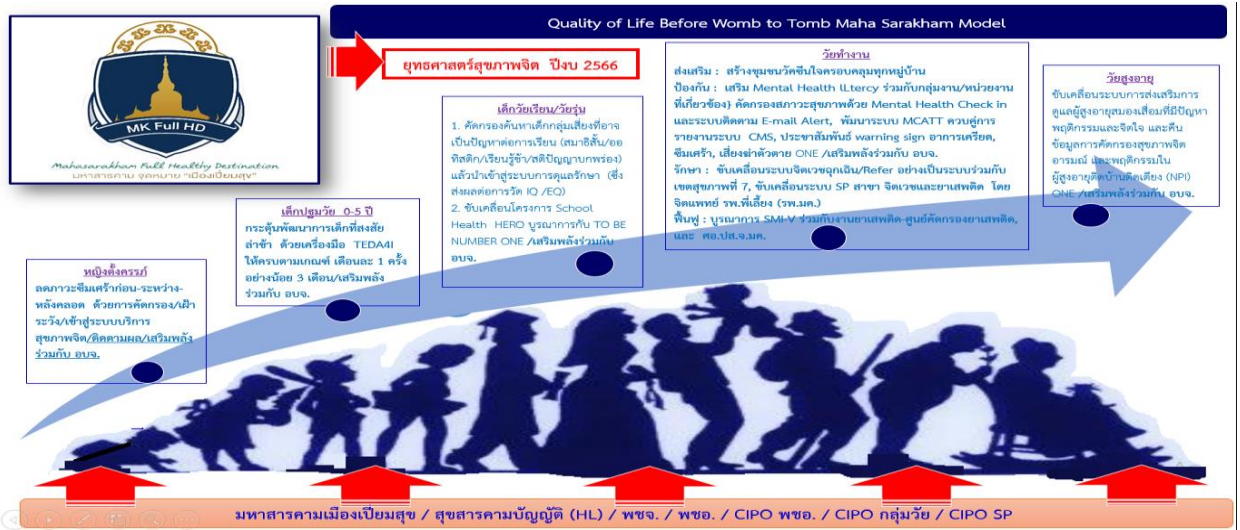 Quality of Life Before Womb to Tomb Maha Sarakham Model
MK Full HD
Mahasarakham Full Healthy Destination
มหาสารคาม จุดหมาย "เมืองเปี่ยมสุข"
ยุทธศาสตร์สุขภาพจิต ปีงบ 2566
หญิงตั้งครรภ์
ลดภาวะซึมเศร้าก่อน-ระหว่าง-
หลังคลอด ด้วยการคัดกรอง/เฝ้า
ระวัง/เข้าสู่ระบบบริการ
สุขภาพจิต/ติดตามผล/เสริมพลัง
ร่วมกับ อบจ.
เด็กปฐมวัย 0-5 ปี
กระตุ้นพัฒนาการเด็กที่สงสัย
ล่าช้า ด้วยเครื่องมือ TEDA4I
ให้ครบตามเกณฑ์ เดือนละ 1 ครั้ง
อย่างน้อย 3 เดือน/เสริมพลัง
ร่วมกับ อบจ.
เด็กวัยเรียน/วัยรุ่น
1. คัดกรองค้นหาเด็กกลุ่มเสี่ยงที่อาจ
เป็นปัญหาต่อการเรียน (สมาธิสั้น/ออ
ทิสติก/เรียนรู้ช้า/สติปัญญาบกพร่อง)
แล้วนำเข้าสู่ระบบการดูแลรักษา (ซึ่ง
ส่งผลต่อการวัด IQ /EQ)
2. ขับเคลื่อนโครงการ School
Health HERO บูรณาการกับ TO BE
NUMBER ONE /เสริมพลังร่วมกับ
อบจ.
วัยทำงาน
ส่งเสริม : สร้างชุมชนวัคซีนใจครอบคลุมทุกหมู่บ้าน
ป้องกัน : เสริม Mental Health (Ltercy ร่วมกับกลุ่มงาน/หน่วยงาน
ที่เกี่ยวข้อง} คัดกรองสภาวะสุขภาพด้วย Mental Health Check in
และระบบติดตาม E-mail Alert, พัฒนาระบบ MCATT ควบคู่การ
รายงานระบบ CMS, ประชาสัมพันธ์ warning sign อาการเครียด,
ซึมเศร้า, เสี่ยงฆ่าตัวตาย ONE /เสริมพลังร่วมกับ อบจ.
รักษา : ขับเคลื่อนระบบจิตเวชฉุกเฉิน/Refer อย่างเป็นระบบร่วมกับ
เขตสุขภาพที่ 7, ขับเคลื่อนระบบ SP สาขา จิตเวชและยาเสพติด โดย
จิตแพทย์ รพ.พี่เลี้ยง (รพ.มค.)
ฟื้นฟู : บูรณาการ SMI-V ร่วมกับงานยาเสพติด-ศูนย์คัดกรองยาเสพติด,
และ ศอ.ปส.จ.มค.
วัยสูงอายุ
ขับเคลื่อนระบบการส่งเสริมการ
ดูแลผู้สูงอายุสมองเสื่อมที่มีปัญหา
พฤติกรรมและจิตใจ และคืน
ข้อมูลการคัดกรองสุขภาพจิต
อารมณ์ และพฤติกรรมใน
ผู้สูงอายุติดบ้านติดเตียง (NPI)
ONE /เสริมพลังร่วมกับ อบจ.
มหาสารคามเมืองเปี่ยมสุข / สุขสารคามบัญญัติ (HL) / พชจ. / พชอ. / CIPO พชอ. / CIPO กลุ่มวัย / CIPO SP